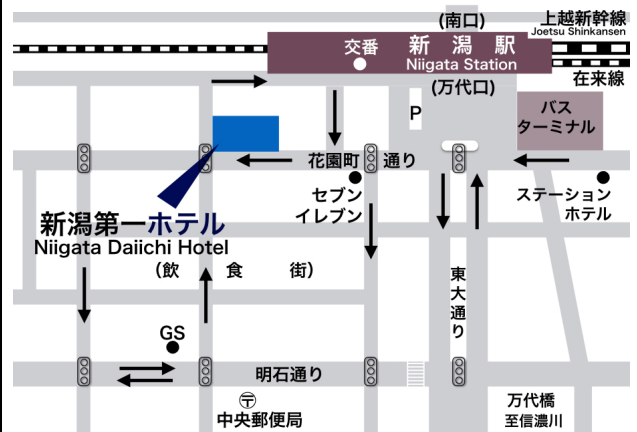 (南口)
上越新幹線
Joetsu Shinkansen
交番
新潟駅
Niigata Station
在来線
(万代口)
P
バス
ターミナル
花園町
通り
セブン
イレブン
ステーション
ホテル
新潟第一ホテル
Niigata Daiichi Hotel
(飲食街)
東大通り
GS
明石通り
〒
中央郵便局
万代橋
至信濃川